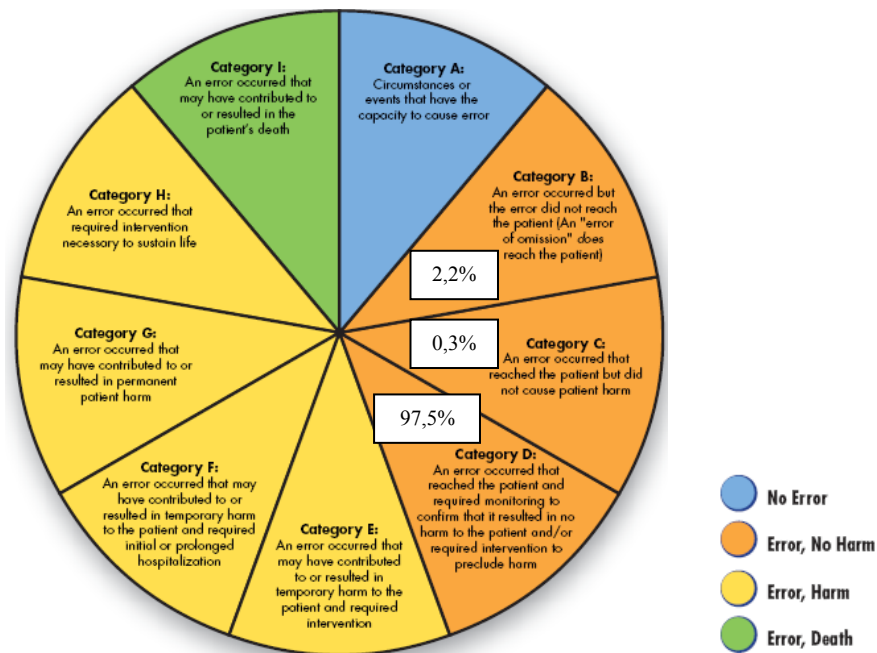 Category I:
An error occurred that
may have contributed to
or resulted in the
patient's death
Category A:
Circumstances or
events that have the
capacity to cause error
Category B:
An error occurred but
the error did not reach
the patient (An "error
of omission" does
reach the patient)
2,2%
Category H:
An error occurred that
required intervention
necessary to sustain life
Category G:
An error occurred that
may have contributed to or
resulted in permanent
patient harm
0,3%
Category C:
An error occurred that
reached the patient but did
not cause patient harm
97,5%
Category D:
An error occurred that
reached the patient and
required monitoring to
confirm that it resulted in no
harm to the patient and/or
required intervention to
preclude harm
Category F:
An error occurred that may
have contributed to or
resulted in temporary harm
to the patient and required
initial or prolonged
hospitalization
Category E:
An error occurred that
may have contributed
to or resulted in
temporary harm to the
patient and required
intervention
No Error
Error, No Harm
Error, Harm
Error, Death